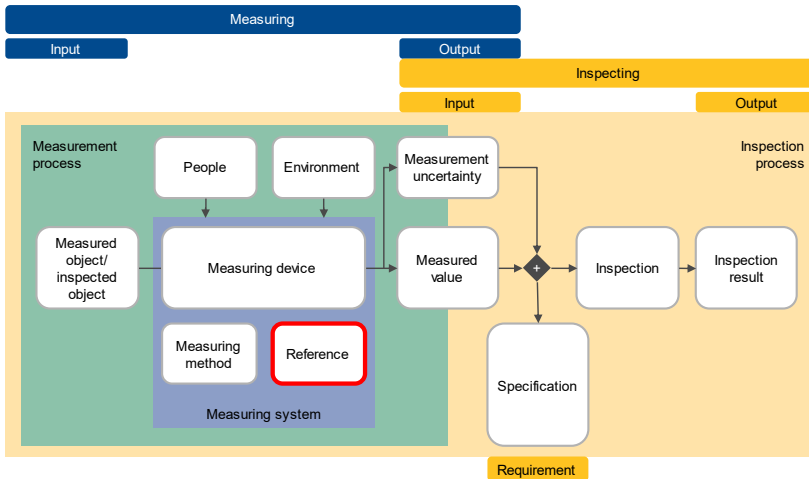 Measuring
Input
Output
Inspecting
Input
Output
Measurement
process
People
Environment
Measurement
uncertainty
Inspection
process
Measured
object/
inspected
object
Measuring device
Measured
value
+
Inspection
Inspection
result
Measuring
method
Reference
Specification
Measuring system
Requirement